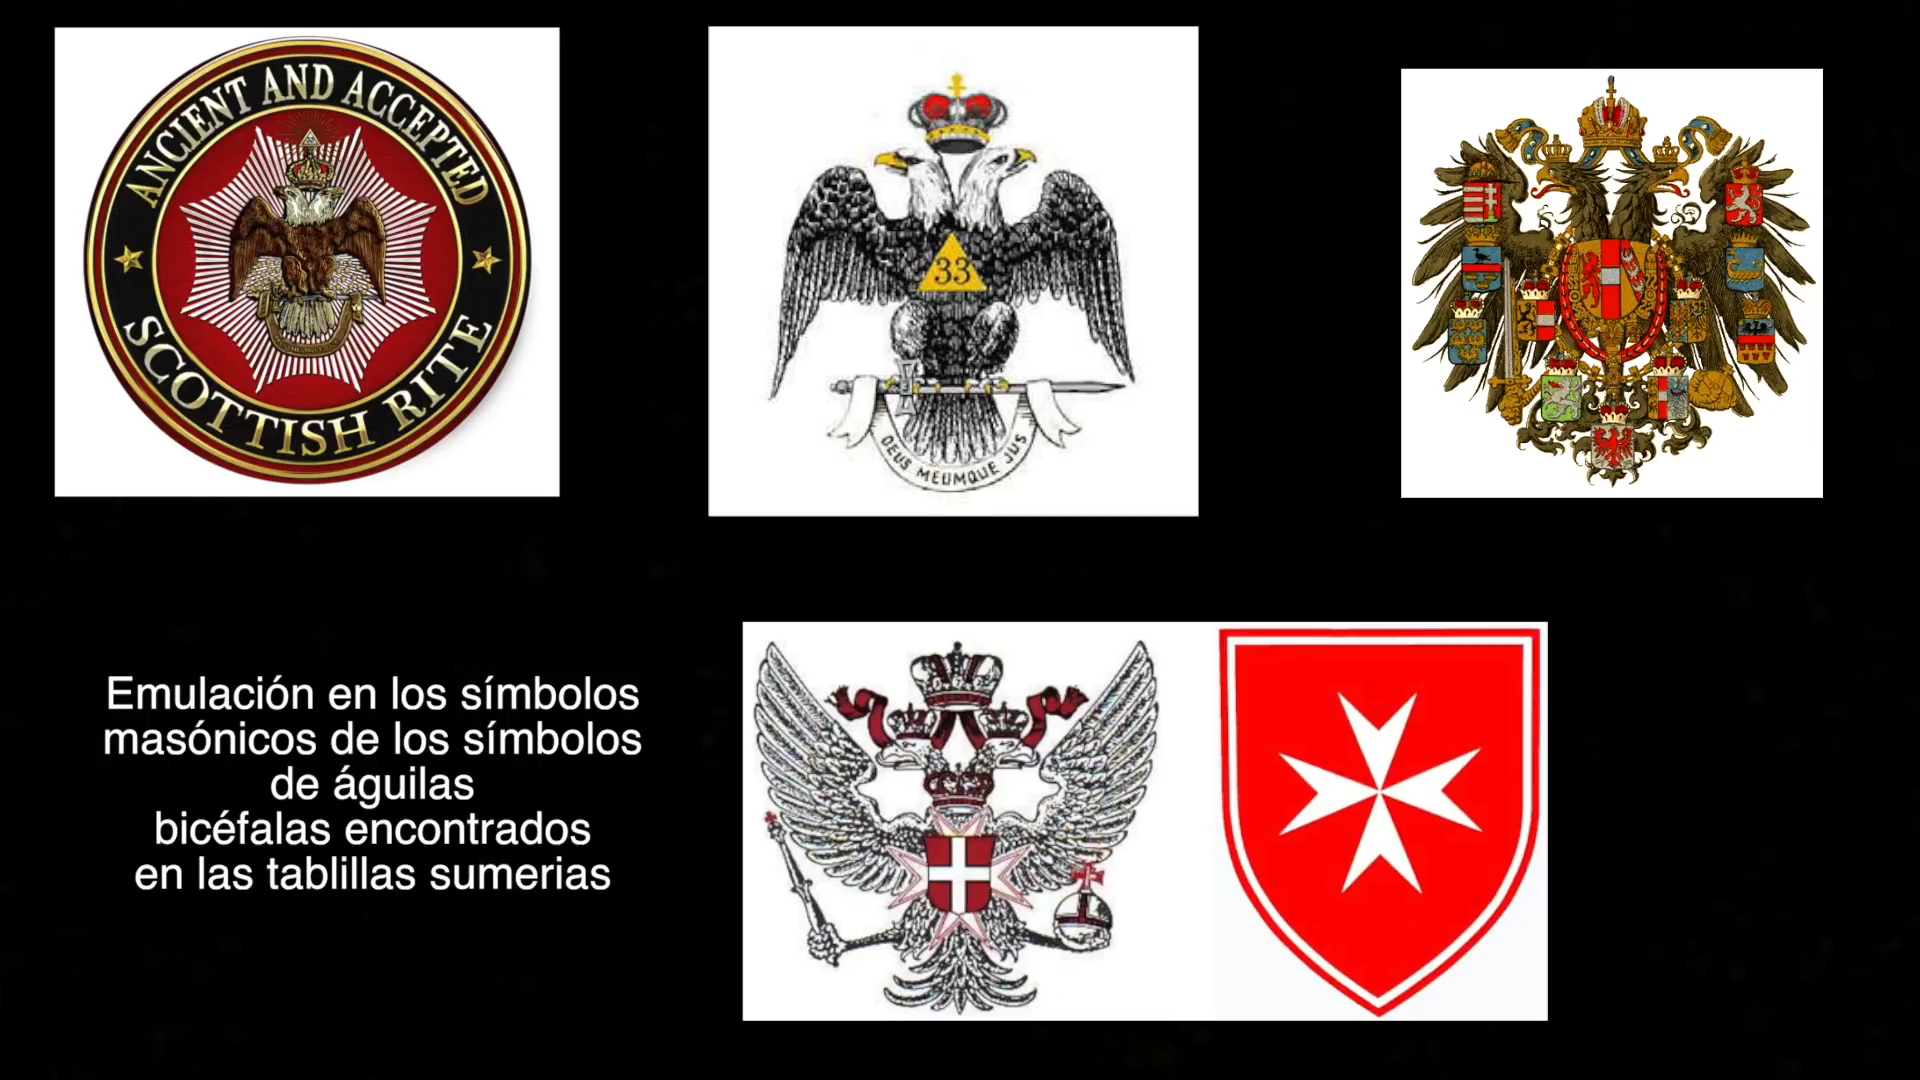 ANCIENT AND ACCEPTED
SCOTTISH RITE
33
DEUS MEUMQUE JUS
Emulación en los símbolos
masónicos de los símbolos
de águilas
bicéfalas encontrados
en las tablillas sumerias